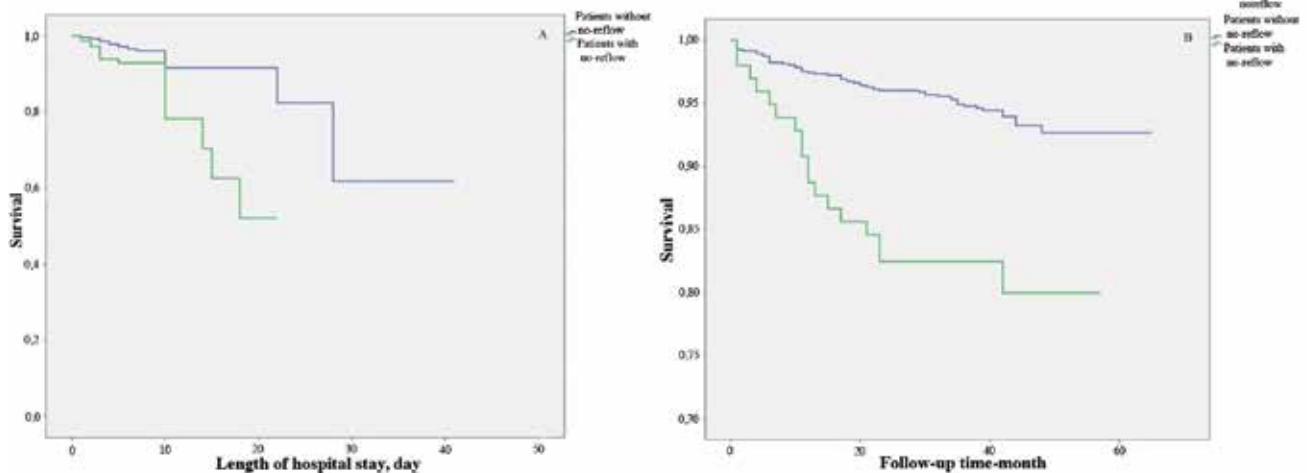 A
Patients without
no-reflow
Patients with
no-reflow
1,0
0,8
0,6
0,4
0,2
0,0
Survival
0
10
20
30
40
50
Length of hospital stay, day
noreflow
B
Patients without
no-reflow
Patients with
no-reflow
1,00
0,95
0,90
0,85
0,80
0,75
0,70
Survival
0
20
40
60
Follow-up time-month